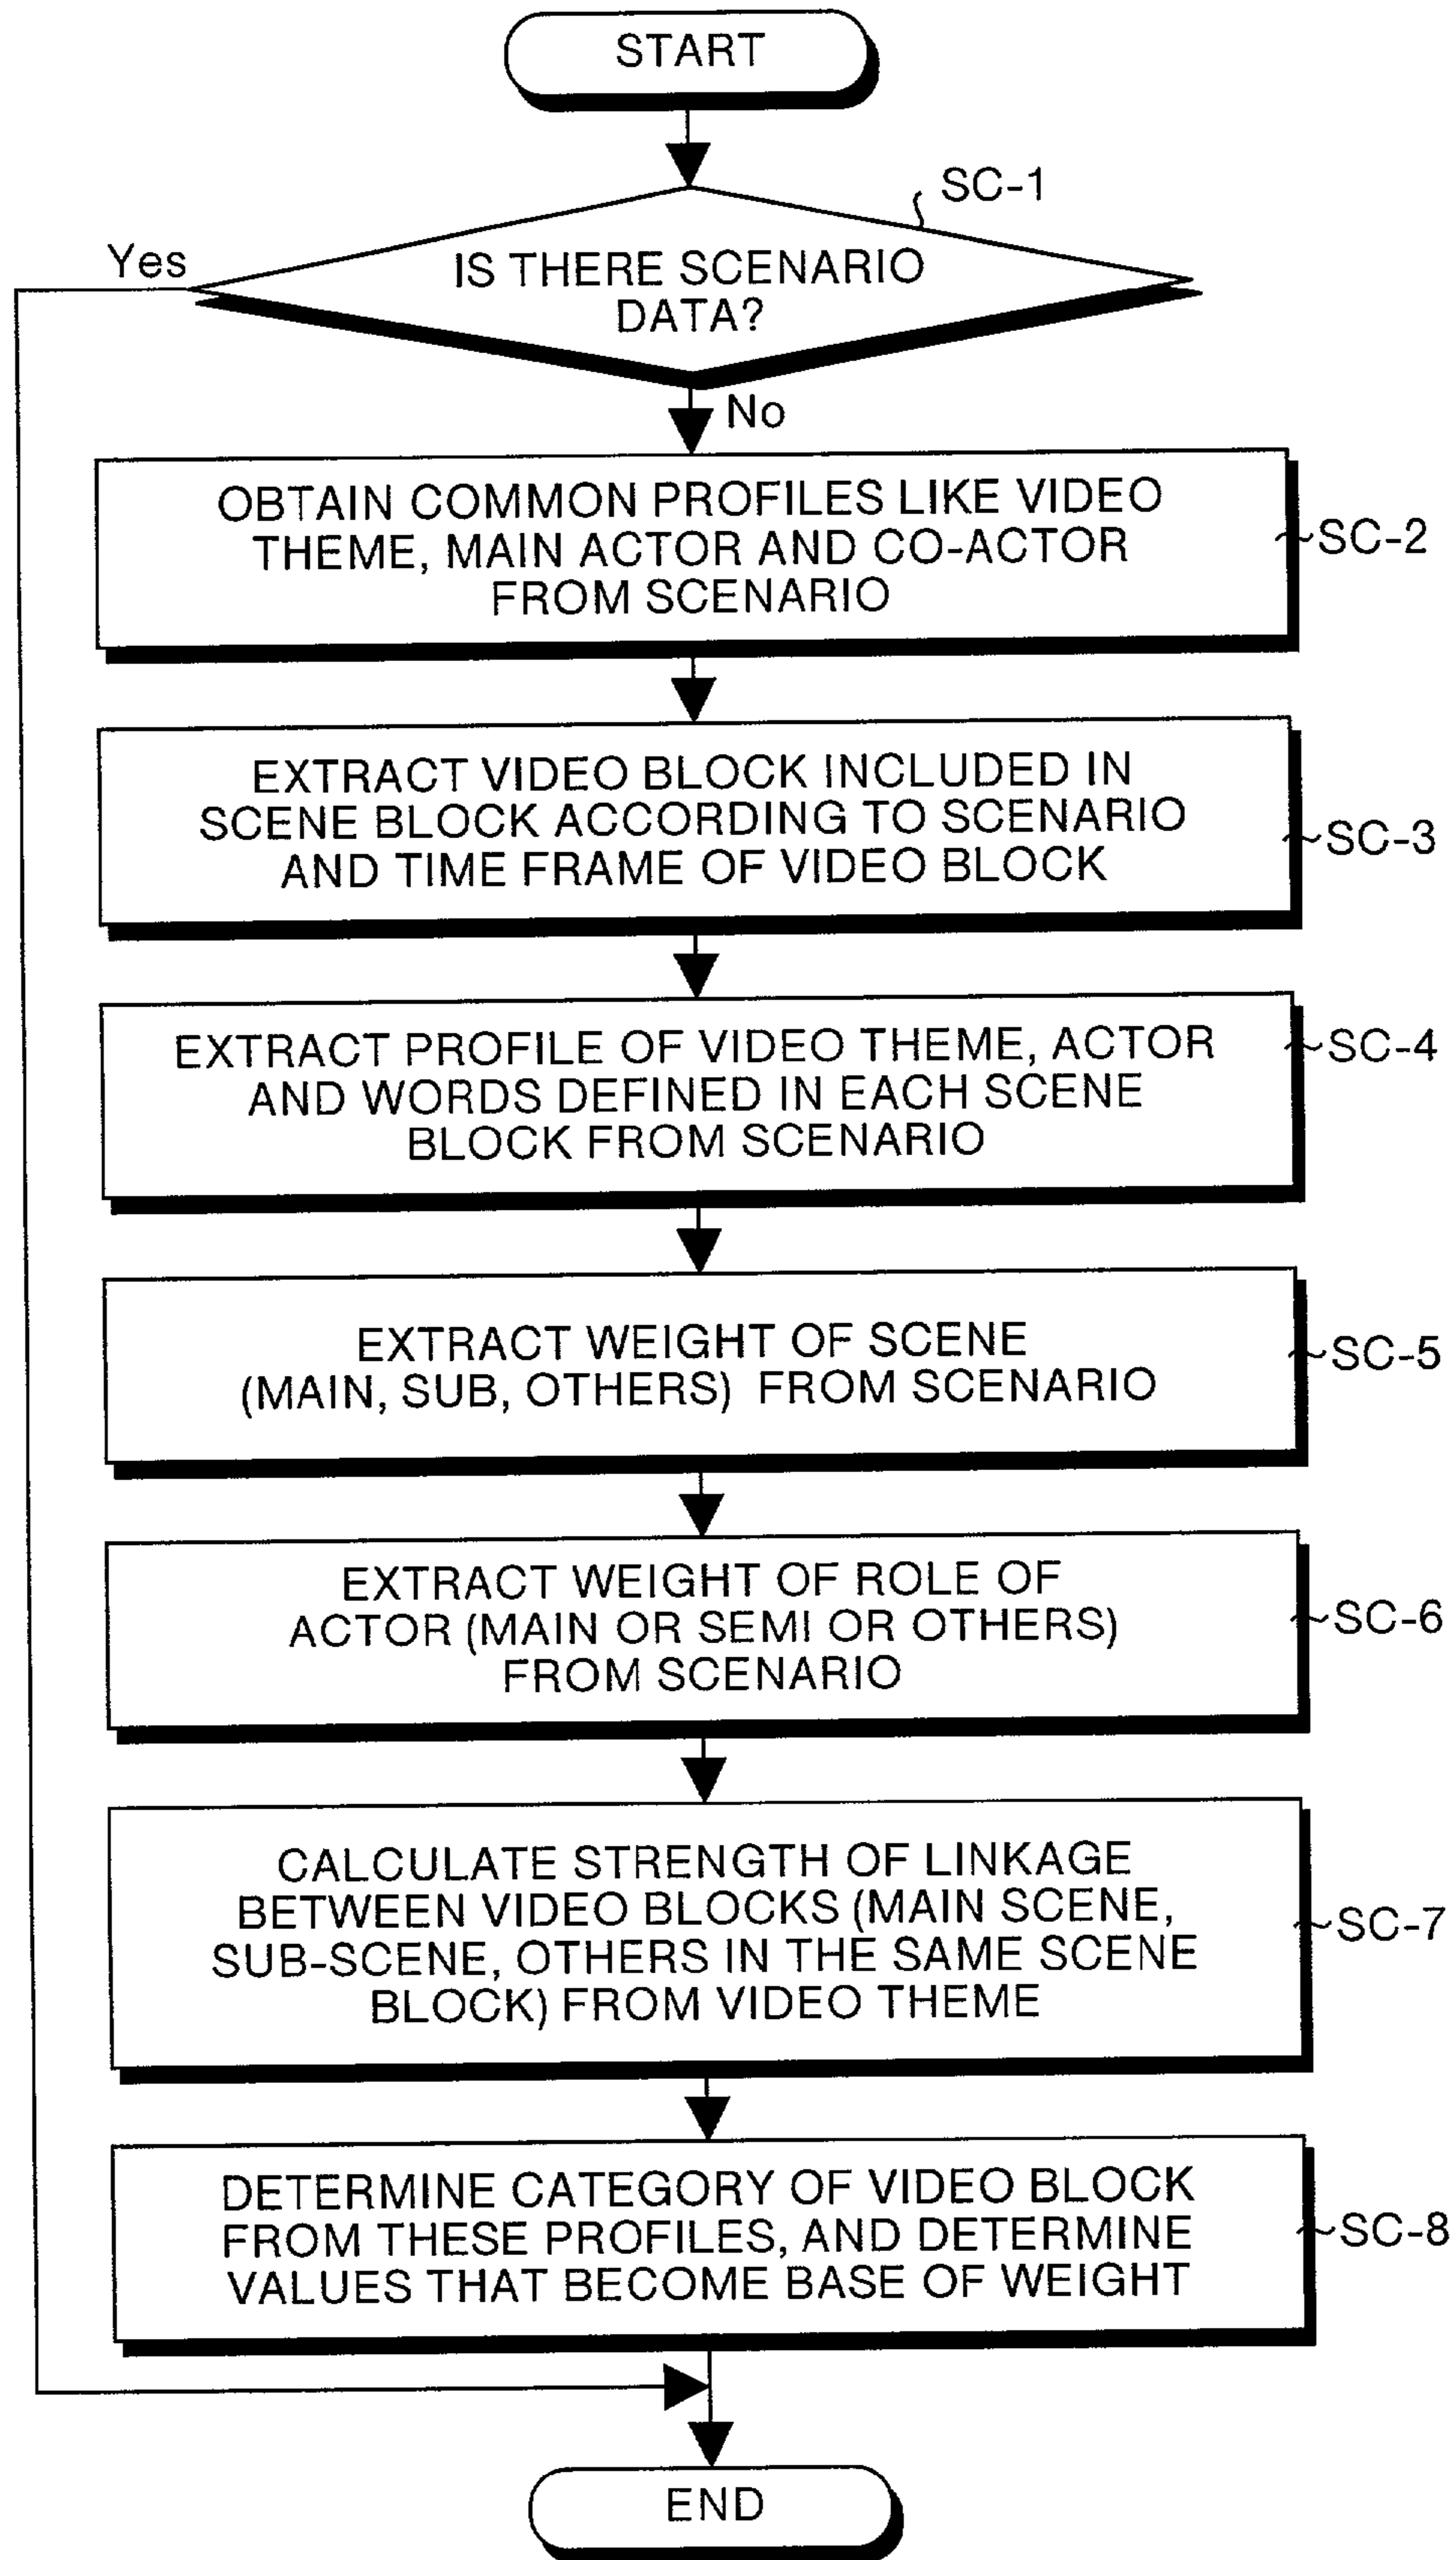 START
SC-1
Yes
IS THERE SCENARIO
DATA?
No
OBTAIN COMMON PROFILES LIKE VIDEO
THEME, MAIN ACTOR AND CO-ACTOR
FROM SCENARIO
SC-2
EXTRACT VIDEO BLOCK INCLUDED IN
SCENE BLOCK ACCORDING TO SCENARIO
AND TIME FRAME OF VIDEO BLOCK
SC-3
EXTRACT PROFILE OF VIDEO THEME, ACTOR
AND WORDS DEFINED IN EACH SCENE
BLOCK FROM SCENARIO
SC-4
EXTRACT WEIGHT OF SCENE
(MAIN, SUB, OTHERS) FROM SCENARIO
SC-5
EXTRACT WEIGHT OF ROLE OF
ACTOR (MAIN OR SEMI OR OTHERS)
FROM SCENARIO
SC-6
CALCULATE STRENGTH OF LINKAGE
BETWEEN VIDEO BLOCKS (MAIN SCENE,
SUB-SCENE, OTHERS IN THE SAME SCENE
BLOCK) FROM VIDEO THEME
SC-7
DETERMINE CATEGORY OF VIDEO BLOCK
FROM THESE PROFILES, AND DETERMINE
VALUES THAT BECOME BASE OF WEIGHT
SC-8
END